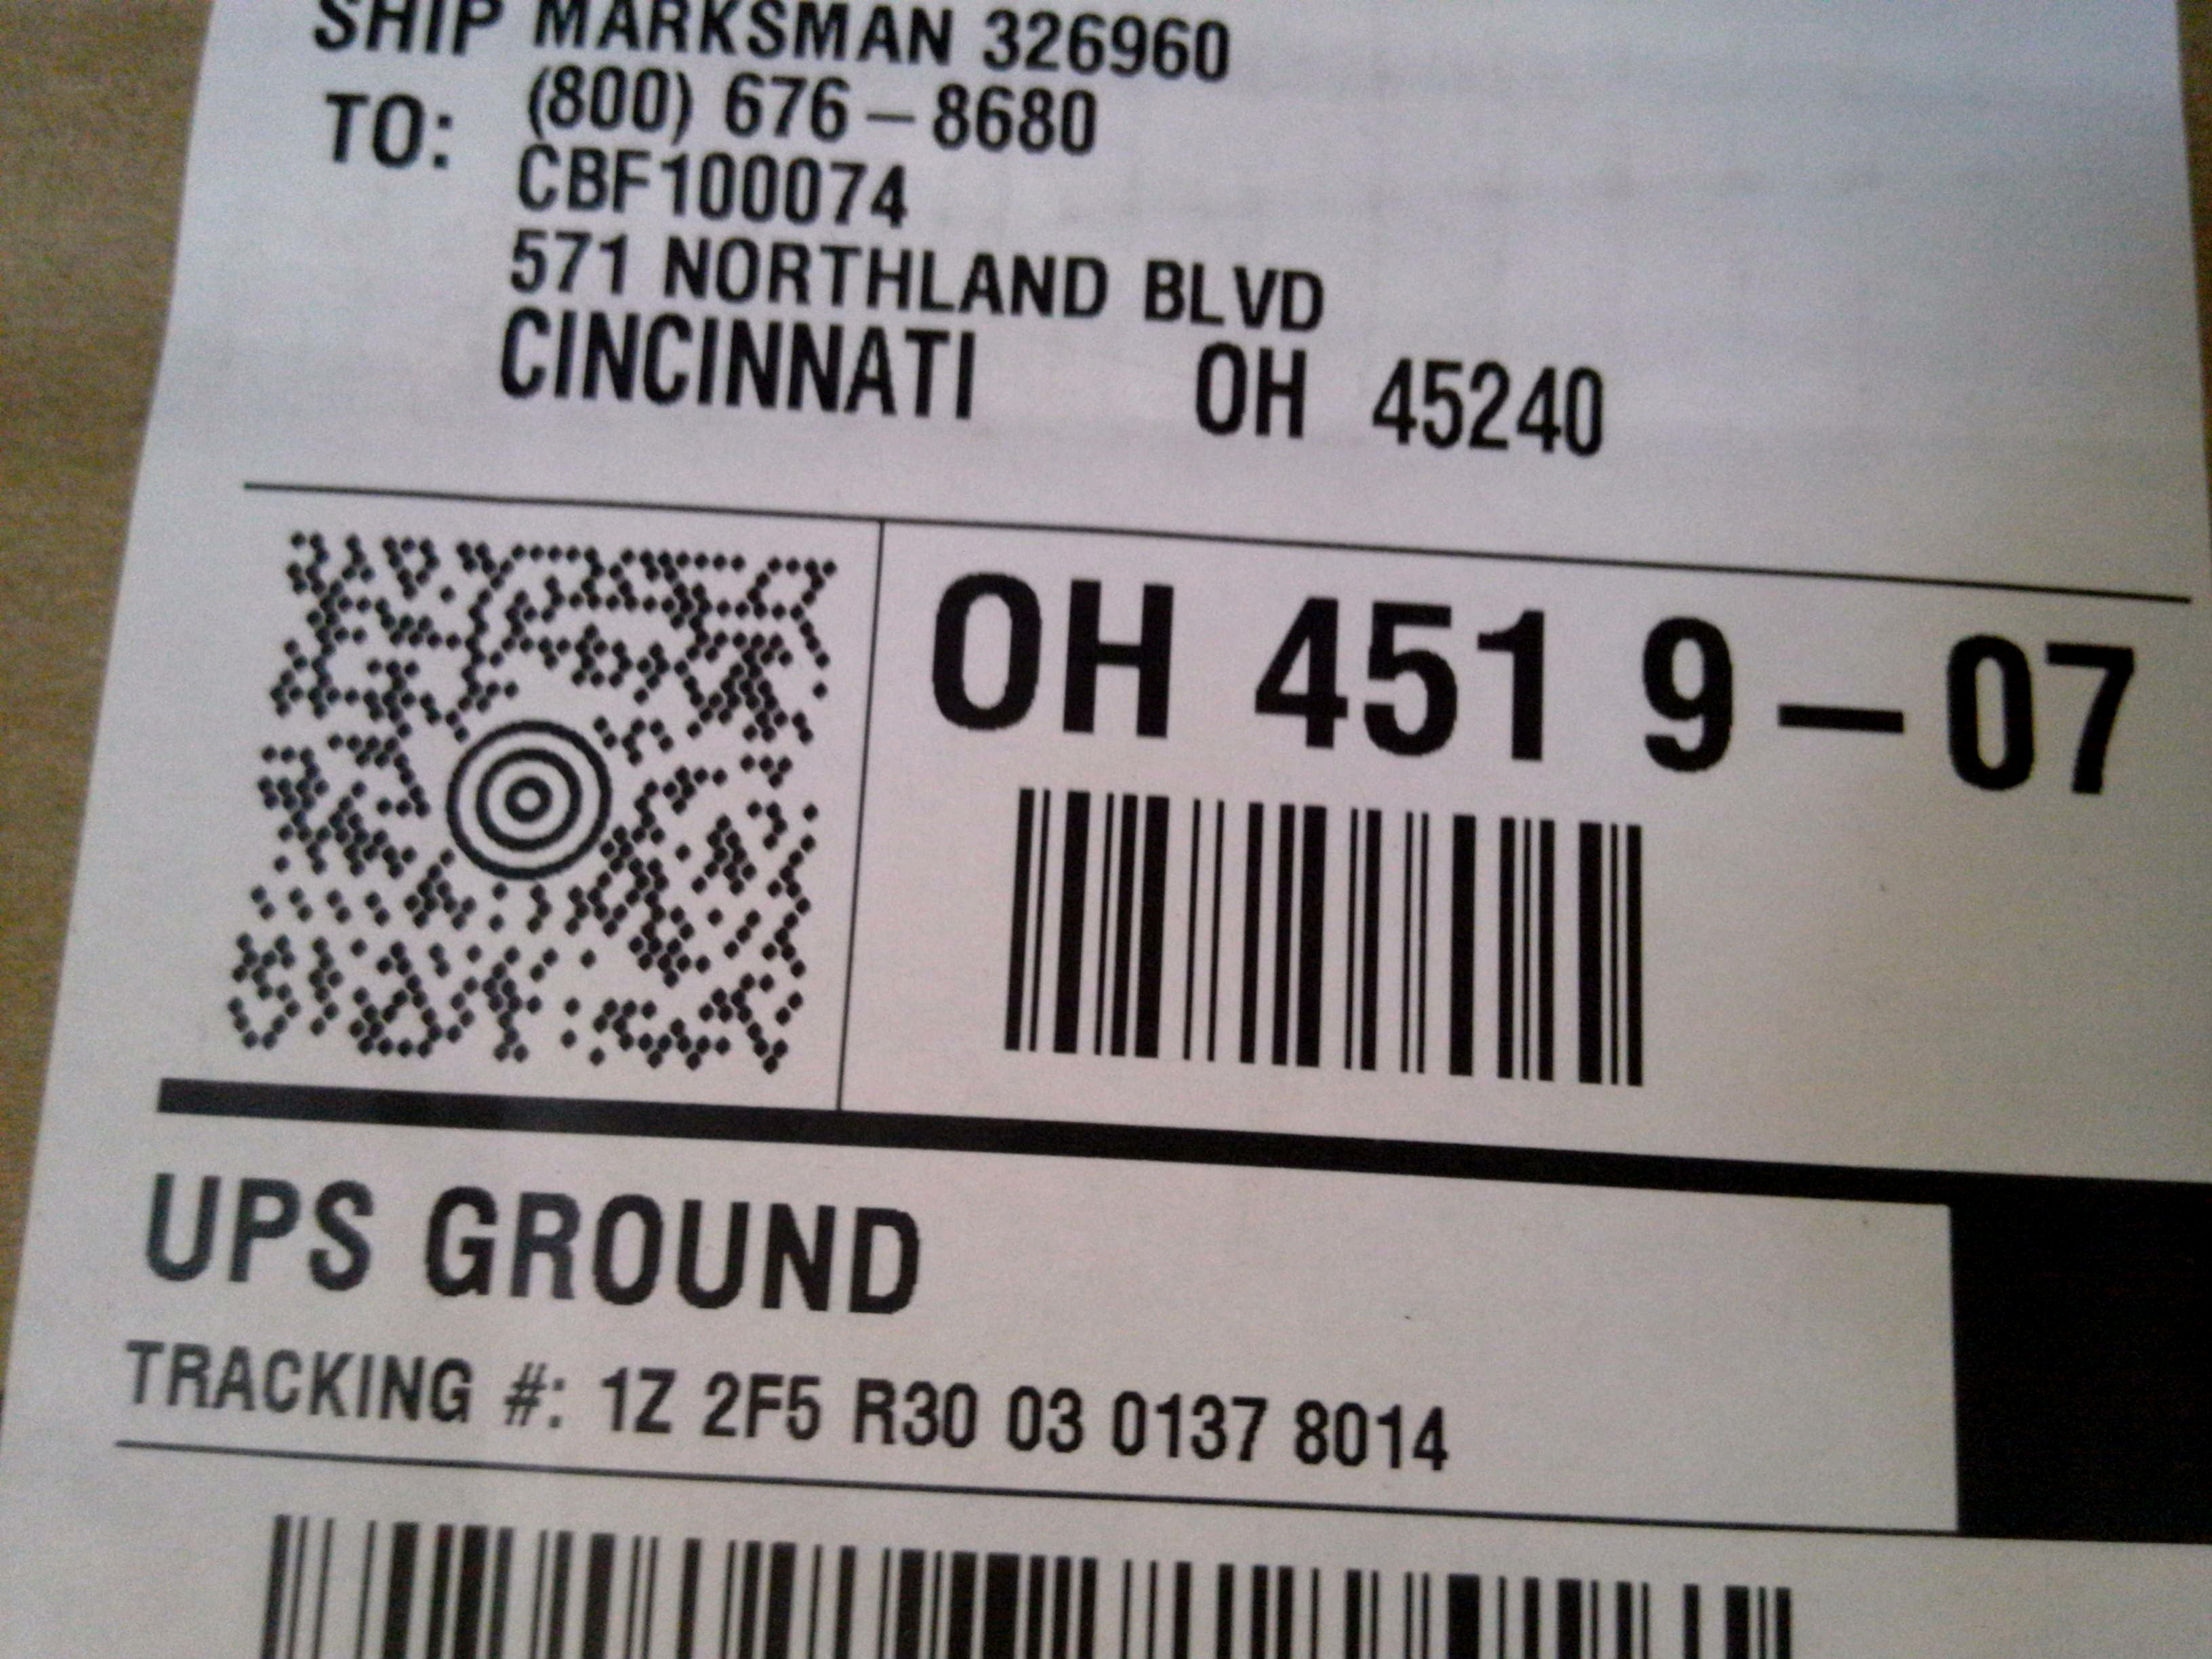 SHIP MARKSMAN 326960
TO: (800) 676-8680
CBF100074
571 NORTHLAND BLVD
CINCINNATI OH 45240
OH 451 9-07
UPS GROUND
TRACKING #: 1Z 2F5 R30 03 0137 8014